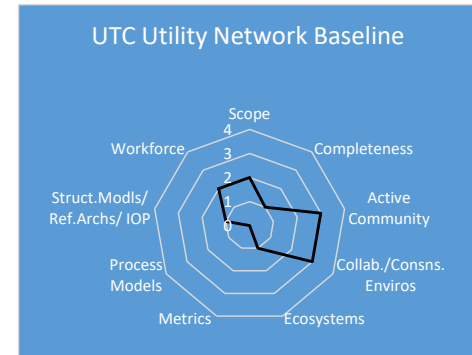 UTC Utility Network Baseline
Scope
4
Workforce
Completeness
3
2
Struct.Modls/
Ref.Archs/ IOP
Active
Community
1
0
Process
Models
Collab./Consns.
Enviros
Metrics
Ecosystems